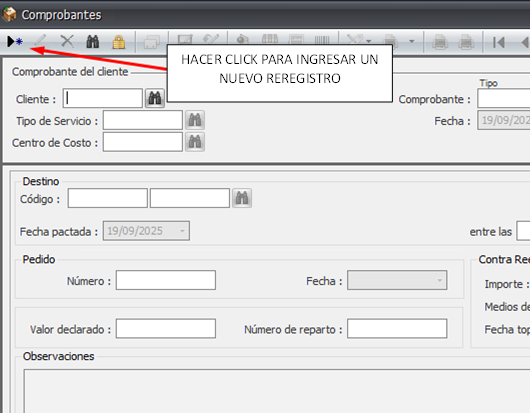 Comprobantes
HACER CLICK PARA INGRESAR UN
NUEVO REREGISTRO
Comprobante del cliente
Tipo
Cliente :
Comprobante :
Tipo de Servicio :
Fecha : 19/09/202
Centro de Costo :
Destino
Código :
Fecha pactada : 19/09/2025
entre las
Pedido
Contra Ree
Número :
Fecha :
Importe :
Medios de
Valor declarado :
Número de reparto :
Fecha top
Observaciones